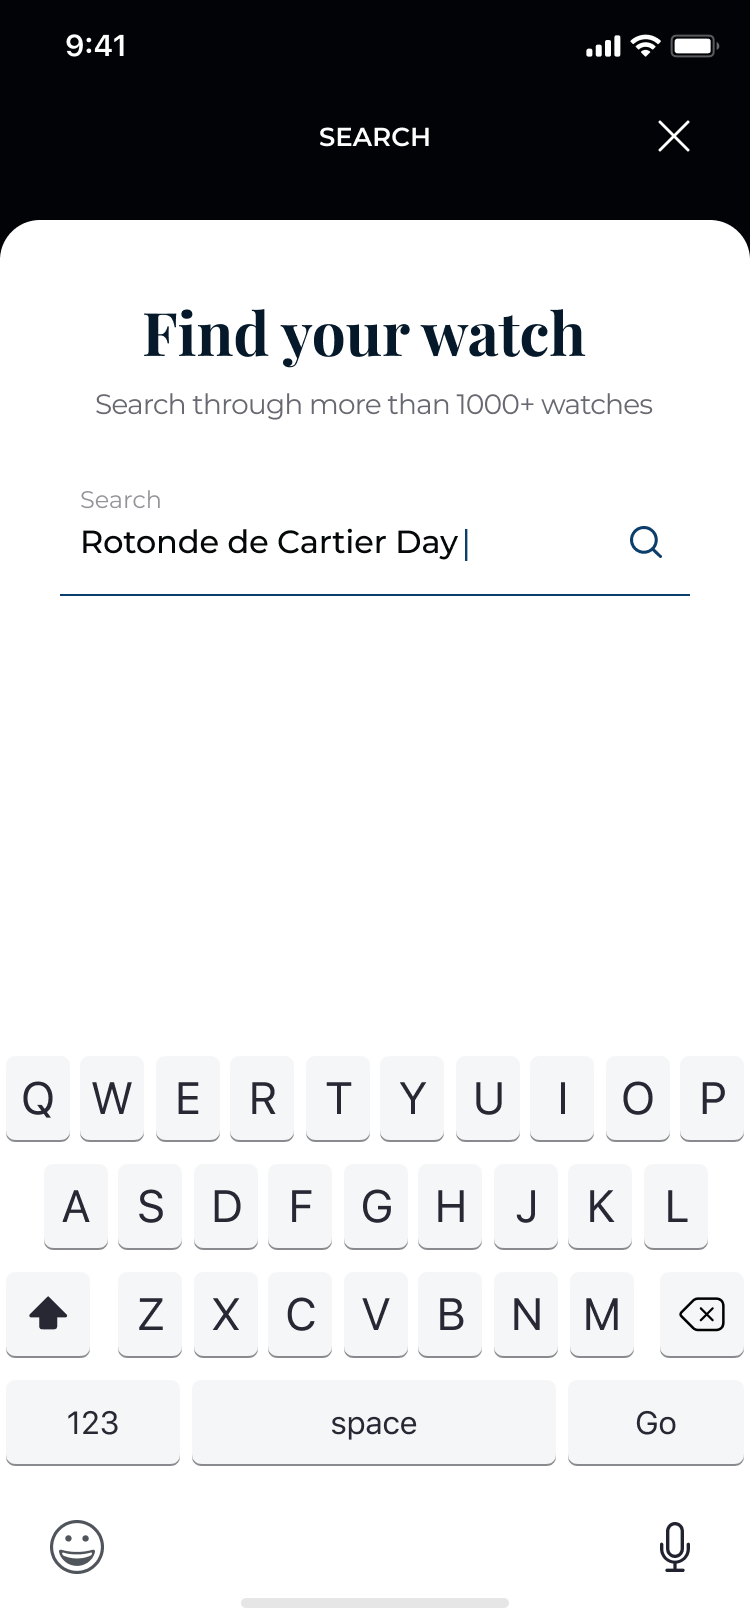 9:41
SEARCH
Find your watch
Search through more than 1000+ watches
Search
Rotonde de Cartier Day
Q W E R T Y U I O P
A S D F G H J K L
Z X C V B N M
123 space Go